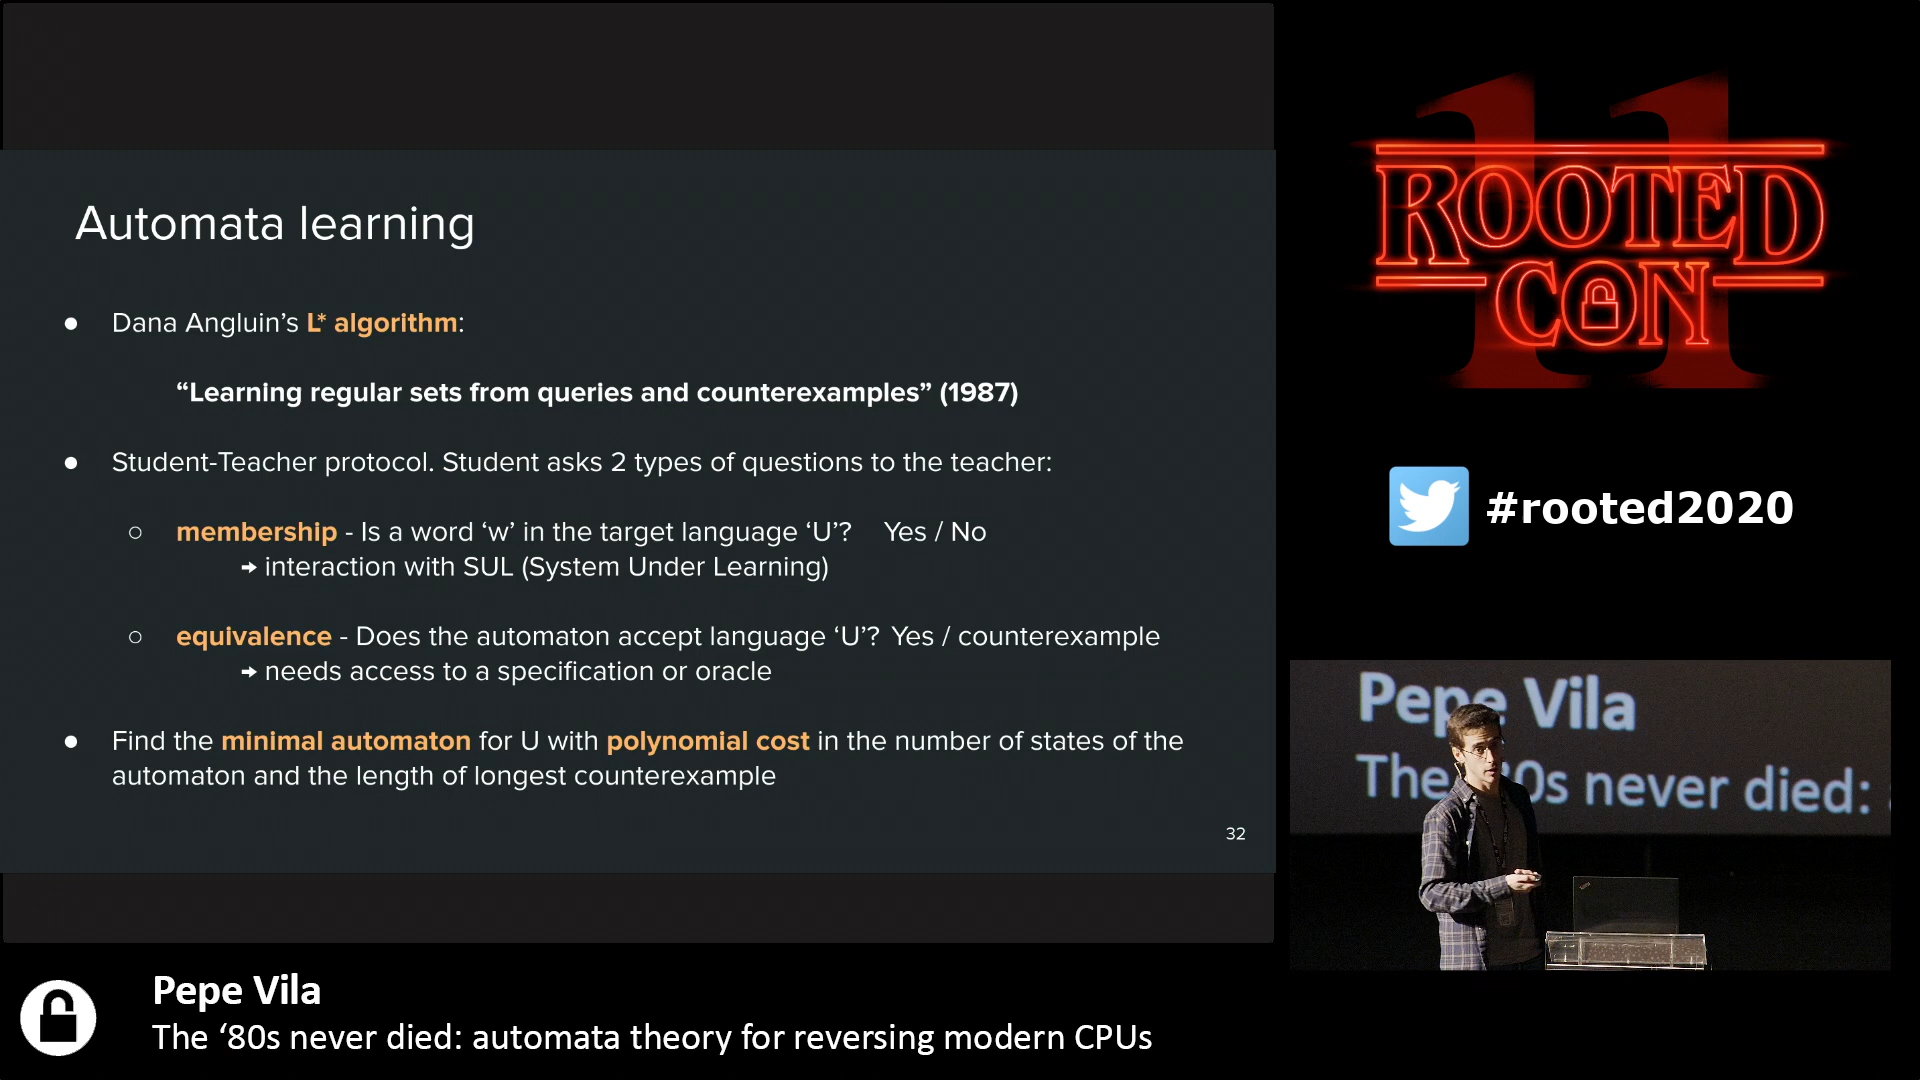 Automata learning
● Dana Angluin’s L* algorithm:
“Learning regular sets from queries and counterexamples” (1987)
● Student-Teacher protocol. Student asks 2 types of questions to the teacher:
○ membership - Is a word ‘w’ in the target language ‘U’? Yes / No
→ interaction with SUL (System Under Learning)
○ equivalence - Does the automaton accept language ‘U’? Yes / counterexample
→ needs access to a specification or oracle
● Find the minimal automaton for U with polynomial cost in the number of states of the
automaton and the length of longest counterexample
32
11
ROOTED
CON
#rooted2020
Pepe Vila
The ‘80s never died:
Pepe Vila
The ‘80s never died: automata theory for reversing modern CPUs